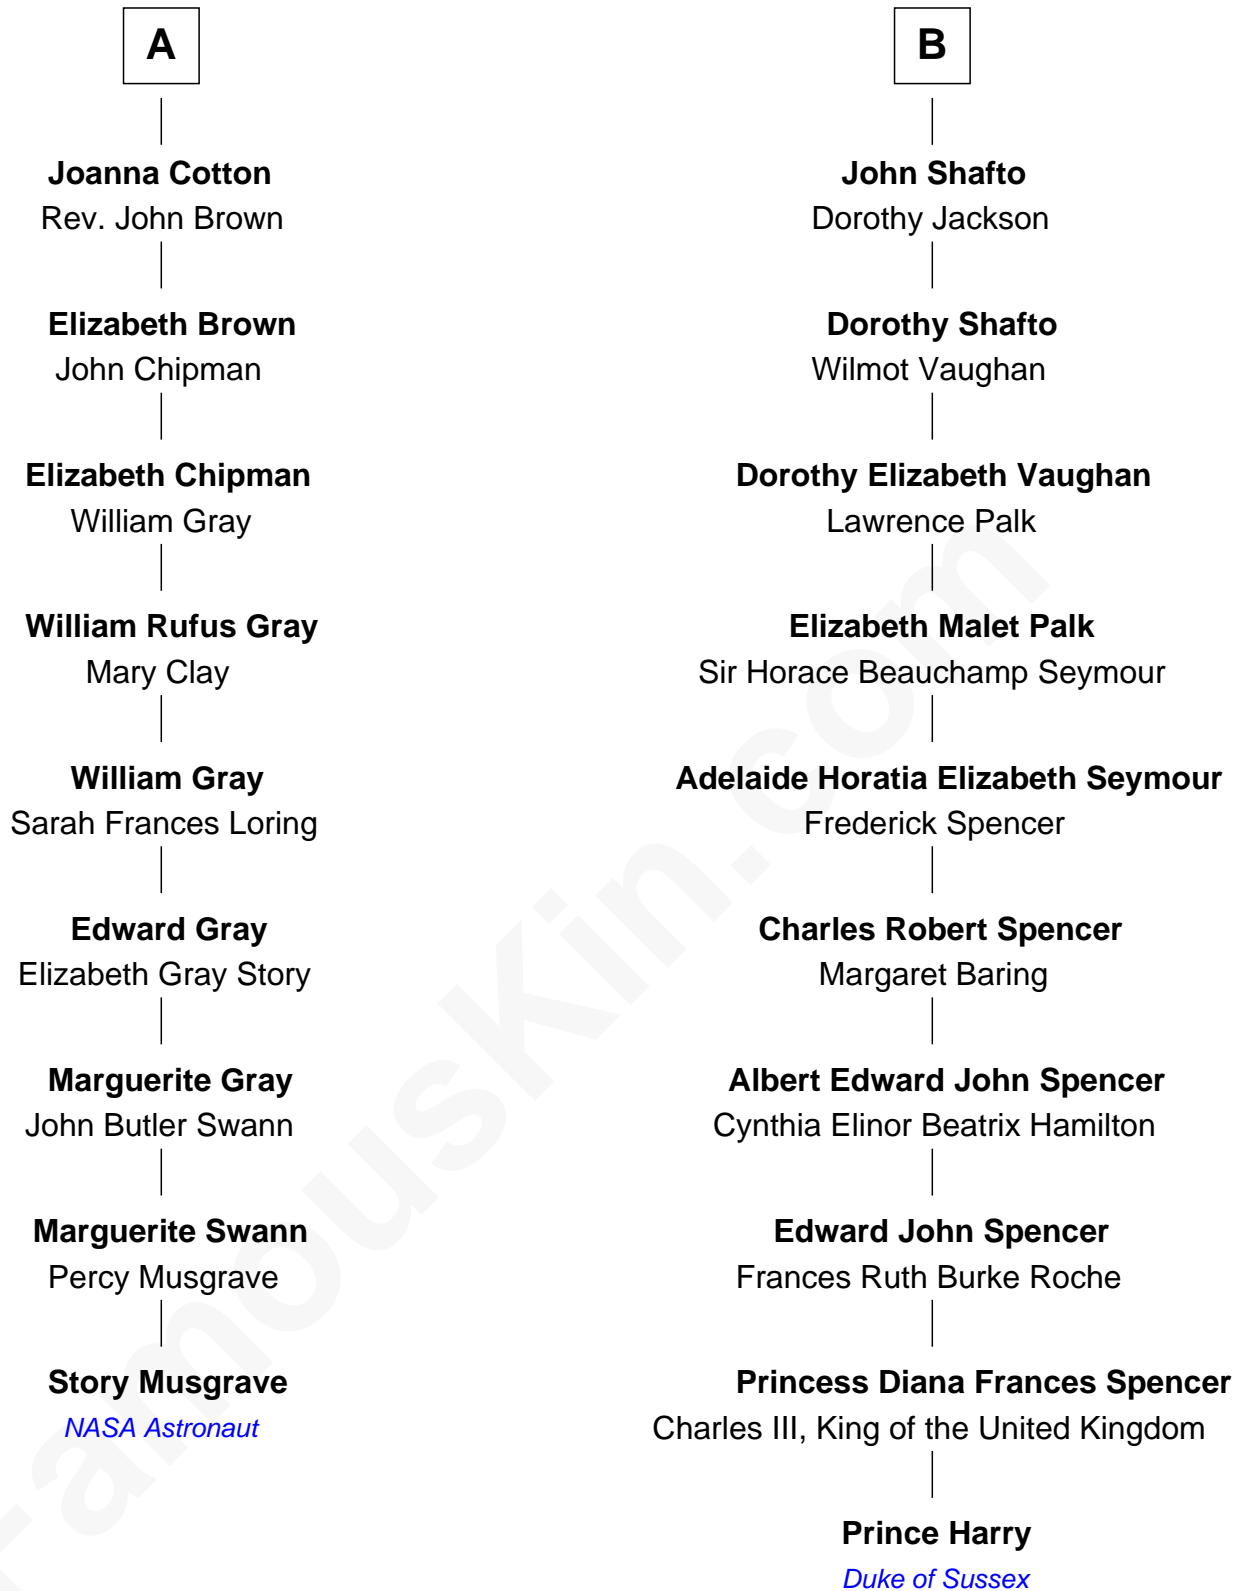 A
Joanna Cotton
Rev. John Brown
Elizabeth Brown
John Chipman
Elizabeth Chipman
William Gray
William Rufus Gray
Mary Clay
William Gray
Sarah Frances Loring
Edward Gray
Elizabeth Gray Story
Marguerite Gray
John Butler Swann
Marguerite Swann
Percy Musgrave
Story Musgrave
NASA Astronaut
B
John Shafto
Dorothy Jackson
Dorothy Shafto
Wilmot Vaughan
Dorothy Elizabeth Vaughan
Lawrence Palk
Elizabeth Malet Palk
Sir Horace Beauchamp Seymour
Adelaide Horatia Elizabeth Seymour
Frederick Spencer
Charles Robert Spencer
Margaret Baring
Albert Edward John Spencer
Cynthia Elinor Beatrix Hamilton
Edward John Spencer
Frances Ruth Burke Roche
Princess Diana Frances Spencer
Charles III, King of the United Kingdom
Prince Harry
Duke of Sussex
FamousKin.com